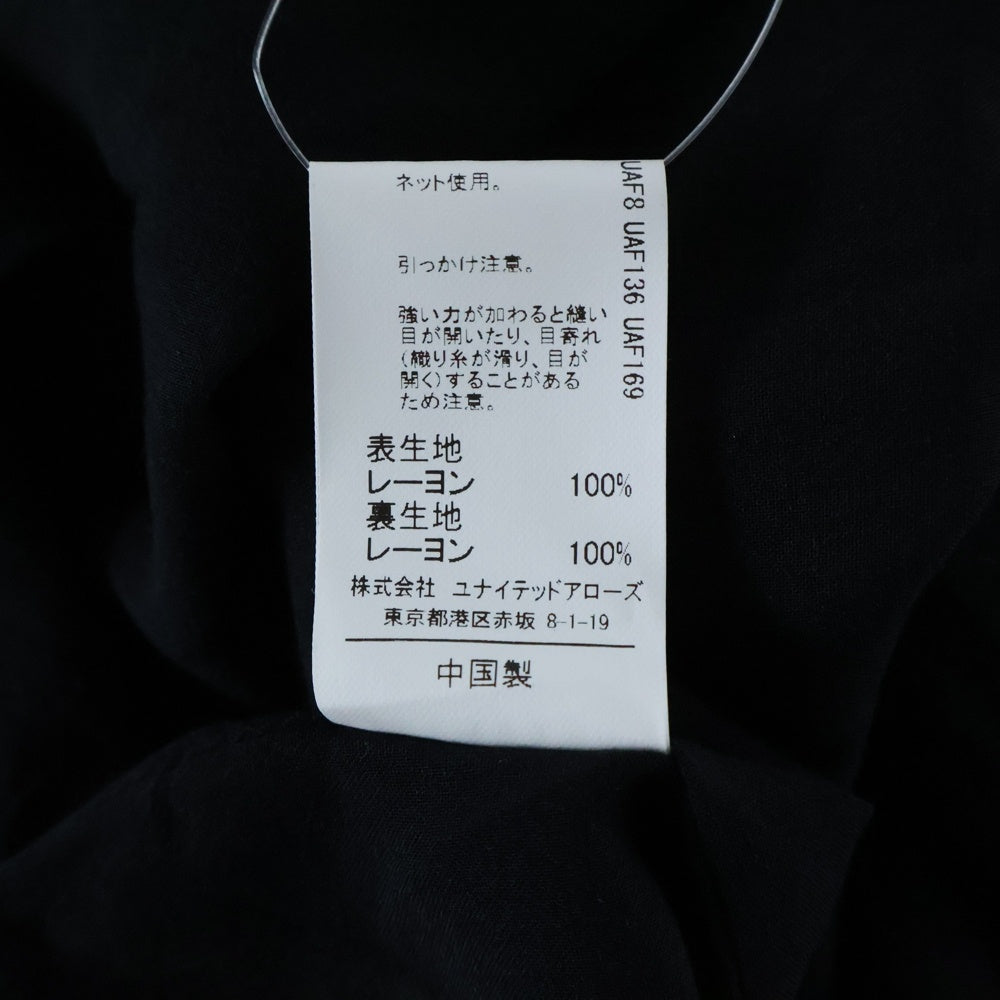 ネット使用。
引っかけ注意。
強い力が加わると縫い
目が開いたり、目寄れ
(織り糸が滑り、目が
開く)することがある
ため注意。
UAF8 UAF136 UAF169
表生地
レーヨン 100%
裏生地
レーヨン 100%
株式会社 ユナイテッドアローズ
東京都港区赤坂 8-1-19
中国製